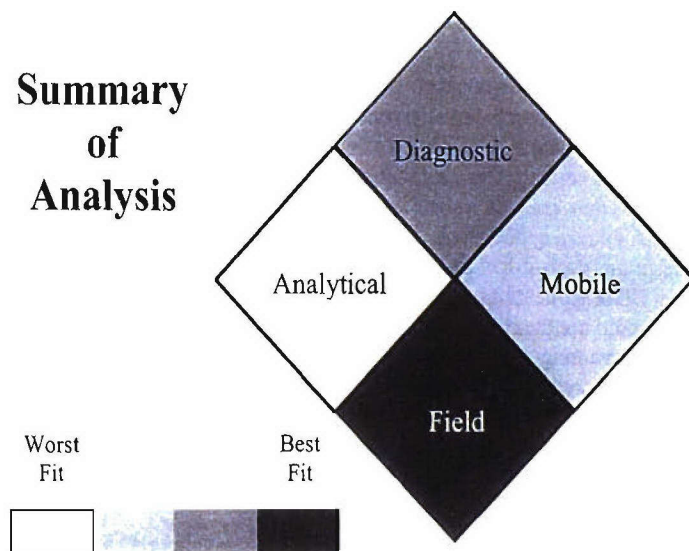 Summary
of
Analysis
Diagnostic
Analytical
Mobile
Field
Worst
Fit
Best
Fit